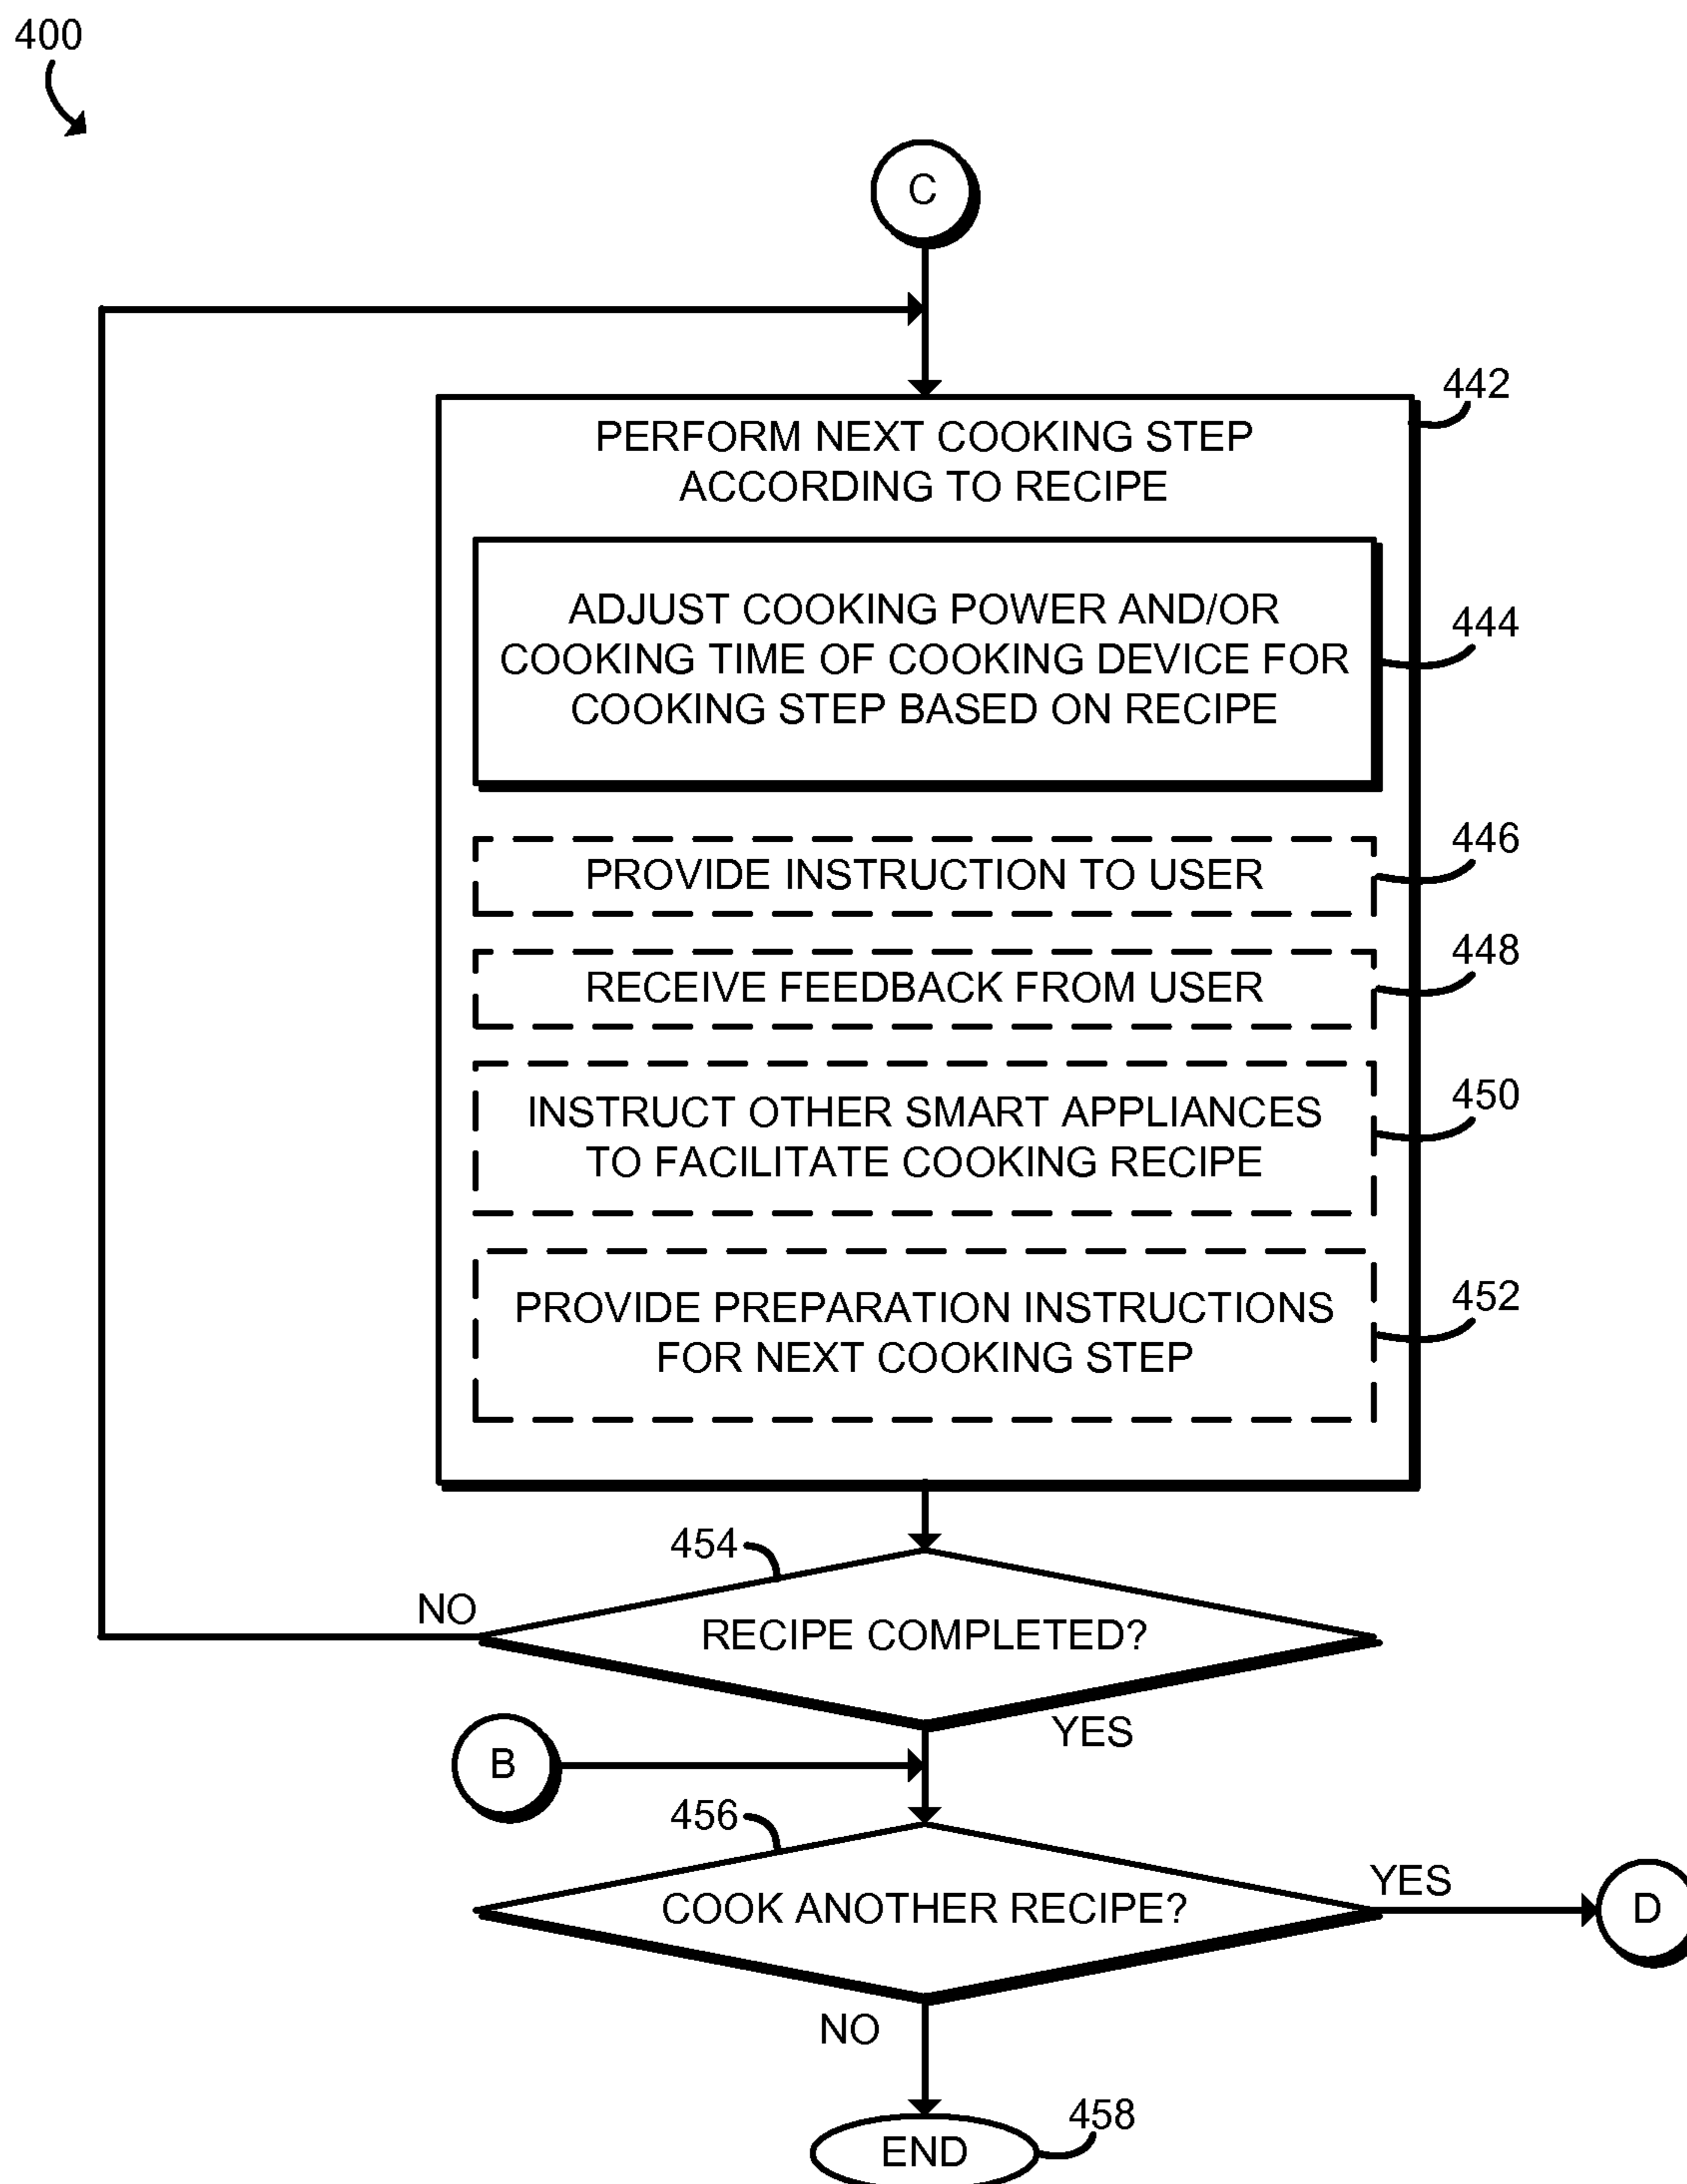 400
C
442
PERFORM NEXT COOKING STEP
ACCORDING TO RECIPE
ADJUST COOKING POWER AND/OR
COOKING TIME OF COOKING DEVICE FOR
COOKING STEP BASED ON RECIPE
444
PROVIDE INSTRUCTION TO USER
446
RECEIVE FEEDBACK FROM USER
448
INSTRUCT OTHER SMART APPLIANCES
TO FACILITATE COOKING RECIPE
450
PROVIDE PREPARATION INSTRUCTIONS
FOR NEXT COOKING STEP
452
454
NO
RECIPE COMPLETED?
YES
B
456
COOK ANOTHER RECIPE?
YES
D
NO
458
END